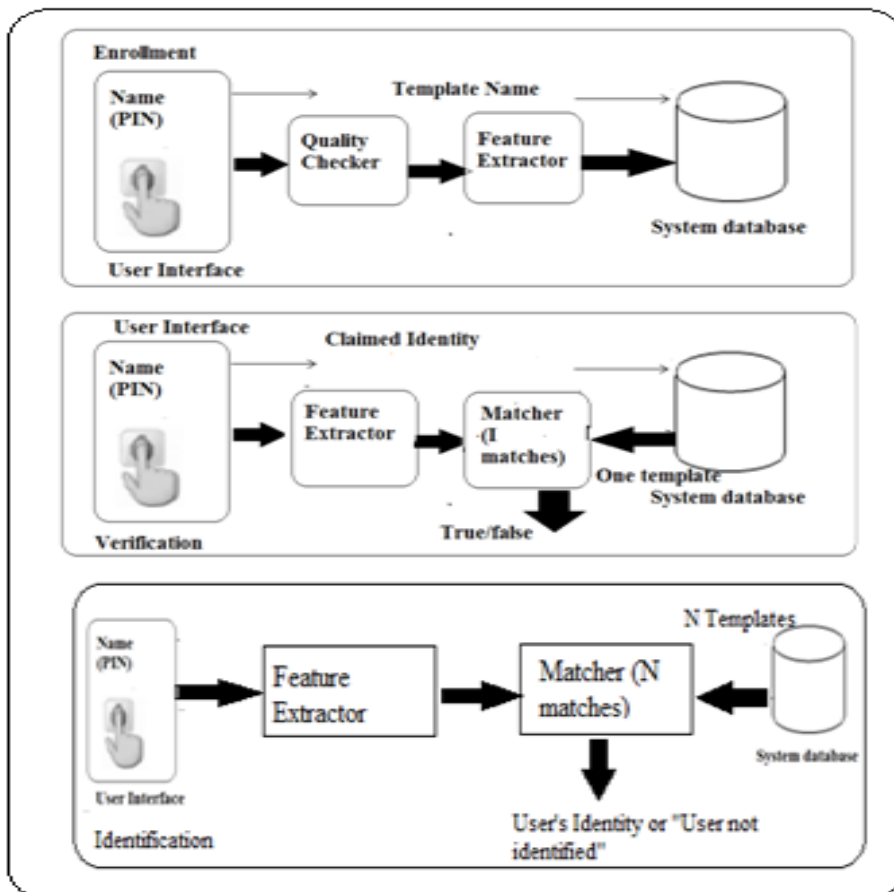 Enrollment
Name
(PIN)
Template Name
Quality
Checker
Feature
Extractor
System database
User Interface
User Interface
Claimed Identity
Name
(PIN)
Feature
Extractor
Matcher
(I
matches)
One template
System database
True/false
Verification
N Templates
Name
(PIN)
Feature
Extractor
Matcher (N
matches)
System database
User Interface
User's Identity or "User not
identified"
Identification